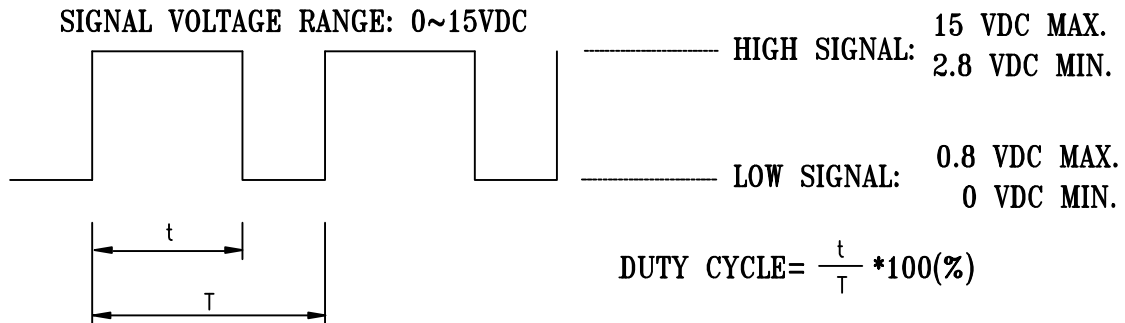 SIGNAL VOLTAGE RANGE: 0~15VDC
HIGH SIGNAL: 15 VDC MAX.
2.8 VDC MIN.
LOW SIGNAL: 0.8 VDC MAX.
0 VDC MIN.
t
T
DUTY CYCLE= t/T *100(%)